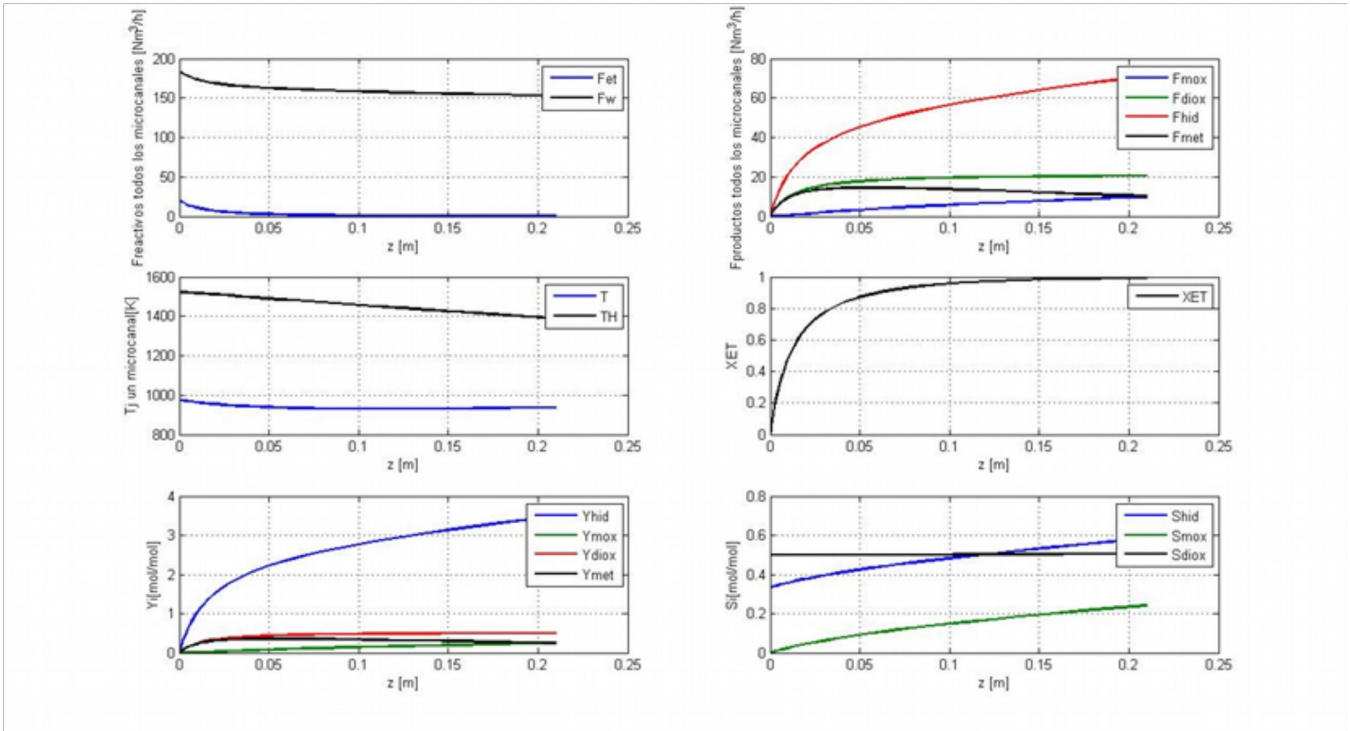 Freactivos todos los microcanales [Nm³/h]
200
150
100
50
0
0 0.05 0.1 0.15 0.2 0.25
z [m]
Fet
Fw
Fproductos todos los microcanales [Nm³/h]
80
60
40
20
0
0 0.05 0.1 0.15 0.2 0.25
z [m]
Fmox
Fdiox
Fhid
Fmet
Tj un microcanal[K]
1600
1400
1200
1000
800
0 0.05 0.1 0.15 0.2 0.25
z [m]
T
TH
XET
1
0.8
0.6
0.4
0.2
0
0 0.05 0.1 0.15 0.2 0.25
z [m]
XET
Yi[mol/mol]
4
3
2
1
0
0 0.05 0.1 0.15 0.2 0.25
z [m]
Yhid
Ymox
Ydiox
Ymet
Si[mol/mol]
0.8
0.6
0.4
0.2
0
0 0.05 0.1 0.15 0.2 0.25
z [m]
Shid
Smox
Sdiox